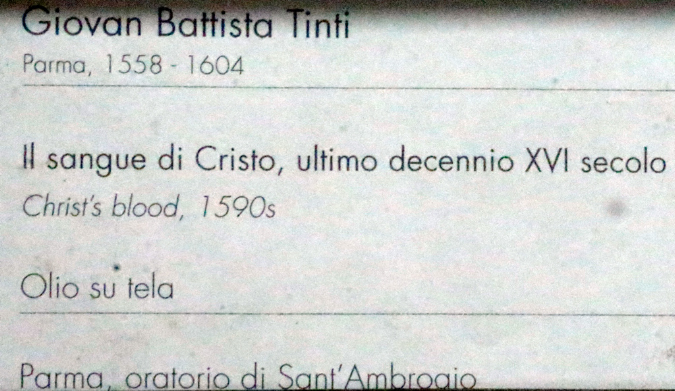 Giovan Battista Tinti
Parma, 1558 - 1604
Il sangue di Cristo, ultimo decennio XVI secolo
Christ's blood, 1590s
Olio su tela
Parma, oratorio di Sant'Ambrogio